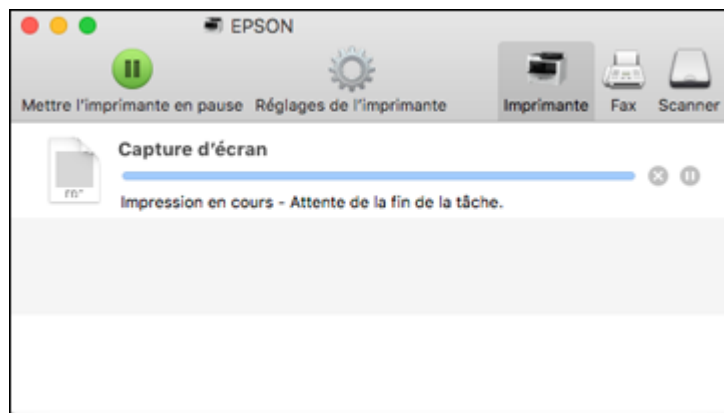 EPSON
Mettre l'imprimante en pause Réglages de l'imprimante Imprimante Fax Scanner
Capture d'écran
Impression en cours - Attente de la fin de la tâche.